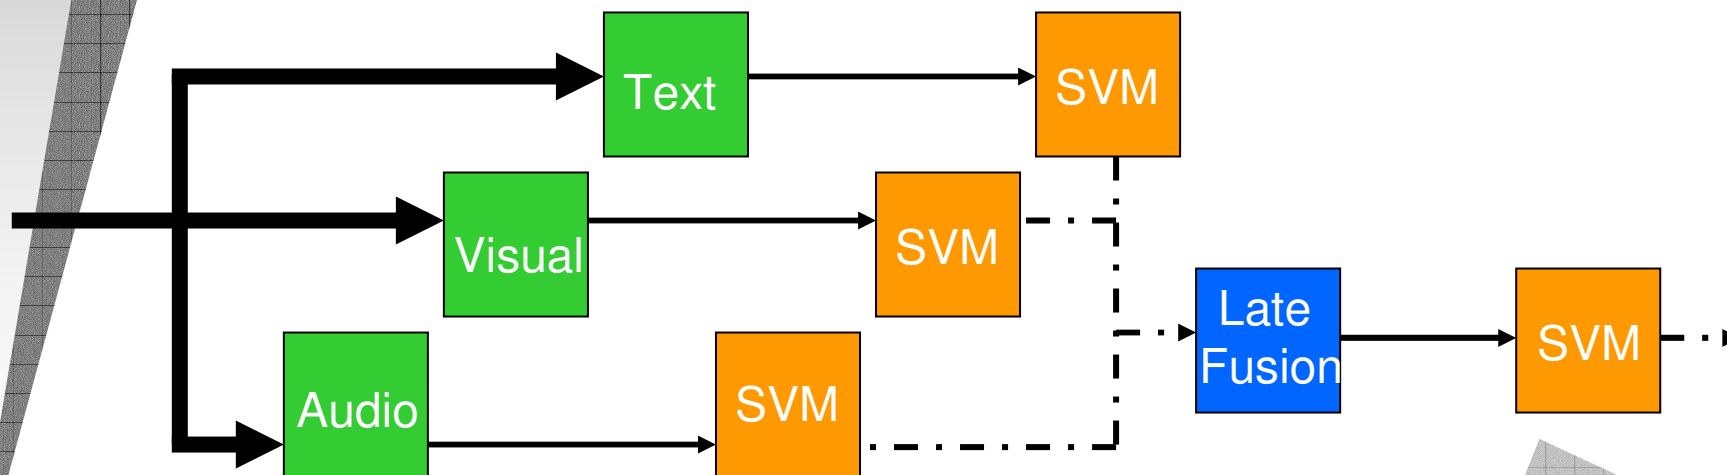 Text
SVM
Visual
SVM
Audio
SVM
Late
Fusion
SVM